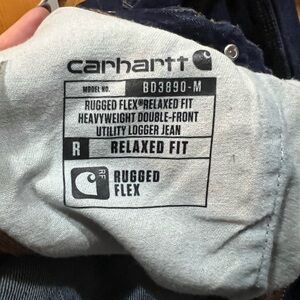 carhartt
MODEL NO. BD3890-M
RUGGED FLEX® RELAXED FIT
HEAVYWEIGHT DOUBLE-FRONT
UTILITY LOGGER JEAN
R RELAXED FIT
RF RUGGED
FLEX